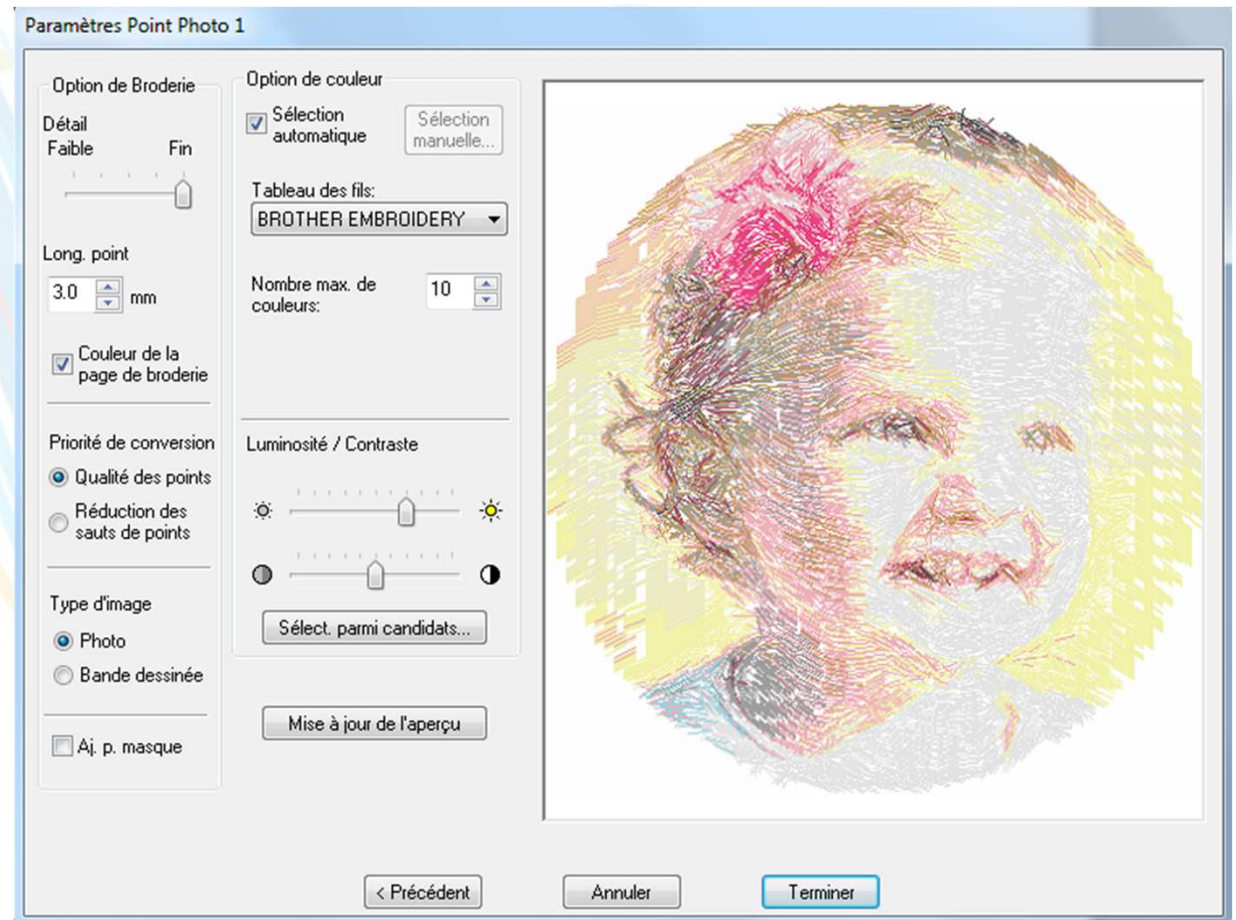 Paramètres Point Photo 1
Option de Broderie
Détail
Faible Fin
Long. point
3.0 mm
Couleur de la
page de broderie
Priorité de conversion
Qualité des points
Réduction des
sauts de points
Type d'image
Photo
Bande dessinée
Aj. p. masque
Option de couleur
Sélection
automatique
Sélection
manuelle...
Tableau des fils:
BROTHER EMBROIDERY
Nombre max. de
couleurs:
10
Luminosité / Contraste
Sélect. parmi candidats...
Mise à jour de l'aperçu
< Précédent
Annuler
Terminer